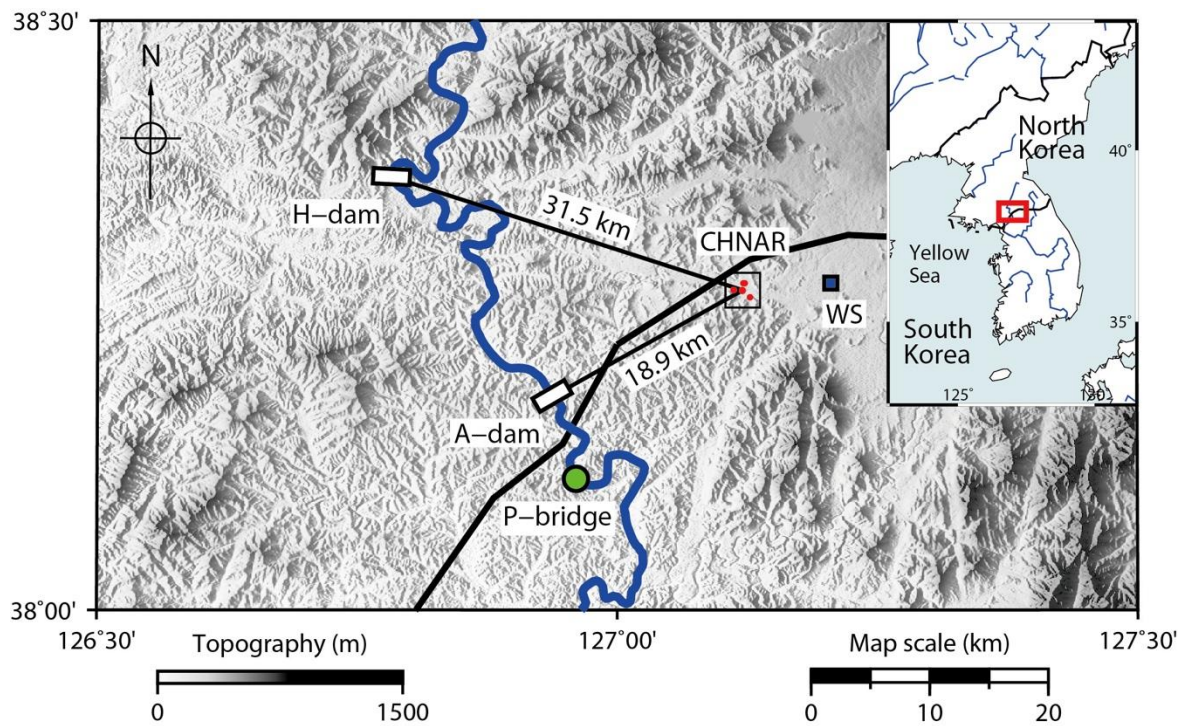 38°30'
N
H−dam
31.5 km
CHNAR
WS
18.9 km
A−dam
P−bridge
38°00'
126°30'
127°00'
127°30'
North
Korea
40°
Yellow
Sea
South
Korea
35°
125°
130°
Topography (m)
0
1500
Map scale (km)
0
10
20